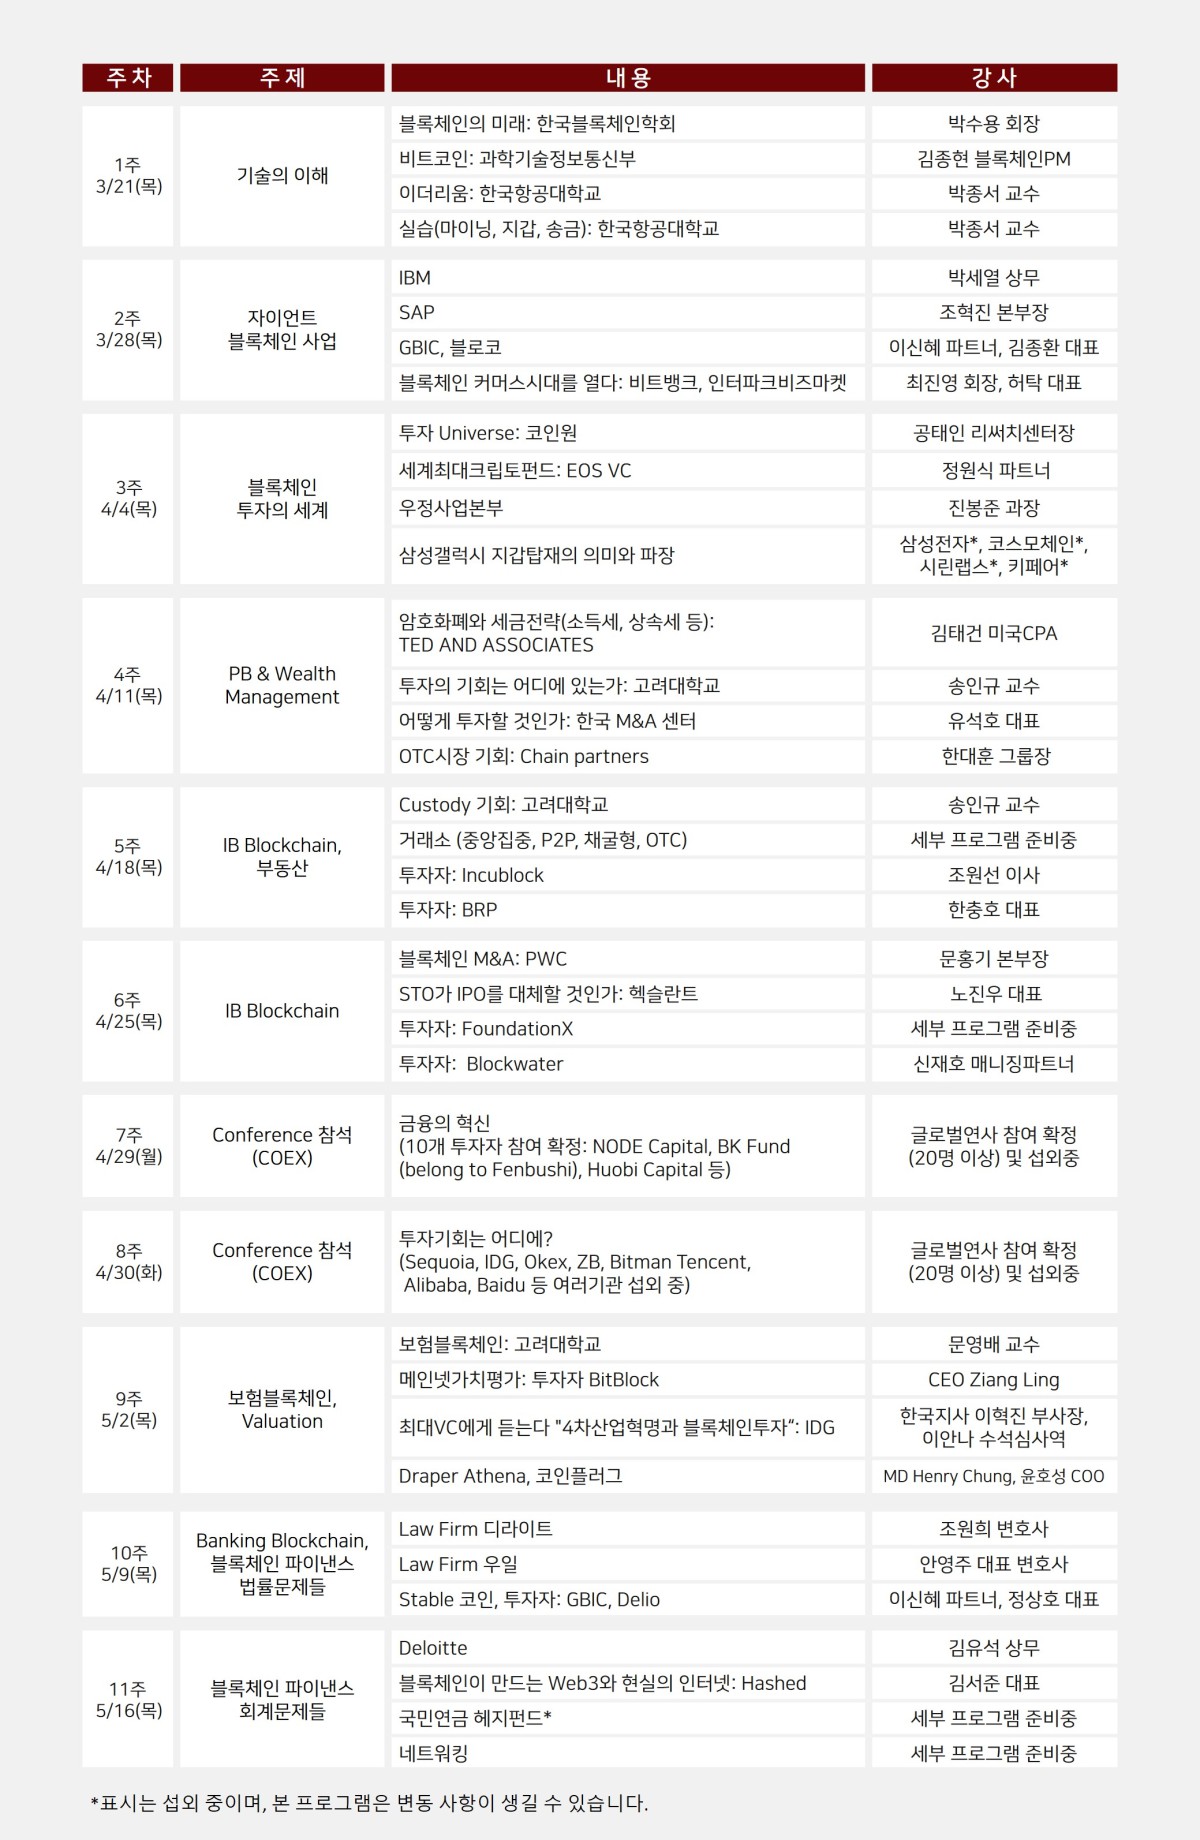 주 차
주 제
내 용
강 사
1주
3/21(목)
기술의 이해
블록체인의 미래: 한국블록체인학회
박수용 회장
비트코인: 과학기술정보통신부
김종현 블록체인PM
이더리움: 한국항공대학교
박종서 교수
실습(마이닝, 지갑, 송금): 한국항공대학교
박종서 교수
2주
3/28(목)
자이언트
블록체인 사업
IBM
박세열 상무
SAP
조혁진 본부장
GBIC, 블로코
이신혜 파트너, 김종환 대표
블록체인 커머스시대를 열다: 비트뱅크, 인터파크비즈마켓
최진영 회장, 허탁 대표
3주
4/4(목)
블록체인
투자의 세계
투자 Universe: 코인원
공태인 리써치센터장
세계최대크립토펀드: EOS VC
정원식 파트너
우정사업본부
진봉준 과장
삼성갤럭시 지갑탑재의 의미와 파장
삼성전자*, 코스모체인*,
시린랩스*, 키페어*
4주
4/11(목)
PB & Wealth
Management
암호화폐와 세금전략(소득세, 상속세 등):
TED AND ASSOCIATES
김태건 미국CPA
투자의 기회는 어디에 있는가: 고려대학교
송인규 교수
어떻게 투자할 것인가: 한국 M&A 센터
유석호 대표
OTC시장 기회: Chain partners
한대훈 그룹장
5주
4/18(목)
IB Blockchain,
부동산
Custody 기회: 고려대학교
송인규 교수
거래소 (중앙집중, P2P, 채굴형, OTC)
세부 프로그램 준비중
투자자: Incublock
조원선 이사
투자자: BRP
한충호 대표
6주
4/25(목)
IB Blockchain
블록체인 M&A: PWC
문홍기 본부장
STO가 IPO를 대체할 것인가: 헥슬란트
노진우 대표
투자자: FoundationX
세부 프로그램 준비중
투자자:  Blockwater
신재호 매니징파트너
7주
4/29(월)
Conference 참석
(COEX)
금융의 혁신
(10개 투자자 참여 확정: NODE Capital, BK Fund
(belong to Fenbushi), Huobi Capital 등)
글로벌연사 참여 확정
(20명 이상) 및 섭외중
8주
4/30(화)
Conference 참석
(COEX)
투자기회는 어디에?
(Sequoia, IDG, Okex, ZB, Bitman Tencent,
Alibaba, Baidu 등 여러기관 섭외 중)
글로벌연사 참여 확정
(20명 이상) 및 섭외중
9주
5/2(목)
보험블록체인,
Valuation
보험블록체인: 고려대학교
문영배 교수
메인넷가치평가: 투자자 BitBlock
CEO Ziang Ling
최대VC에게 듣는다 "4차산업혁명과 블록체인투자“: IDG
한국지사 이혁진 부사장,
이안나 수석심사역
Draper Athena, 코인플러그
MD Henry Chung, 윤호성 COO
10주
5/9(목)
Banking Blockchain,
블록체인 파이낸스
법률문제들
Law Firm 디라이트
조원희 변호사
Law Firm 우일
안영주 대표 변호사
Stable 코인, 투자자: GBIC, Delio
이신혜 파트너, 정상호 대표
11주
5/16(목)
블록체인 파이낸스
회계문제들
Deloitte
김유석 상무
블록체인이 만드는 Web3와 현실의 인터넷: Hashed
김서준 대표
국민연금 헤지펀드*
세부 프로그램 준비중
네트워킹
세부 프로그램 준비중
*표시는 섭외 중이며, 본 프로그램은 변동 사항이 생길 수 있습니다.